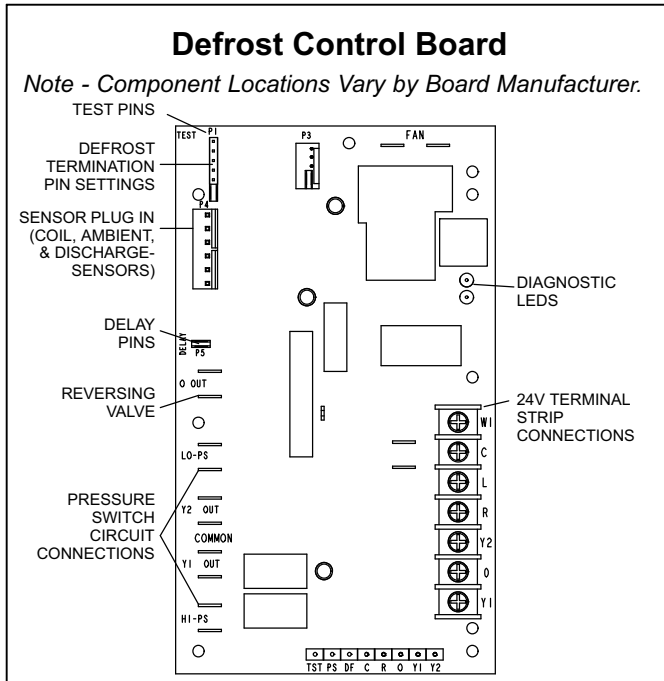 Defrost Control Board
Note - Component Locations Vary by Board Manufacturer.
TEST PINS
TEST
P1
P3
FAN
DEFROST
TERMINATION
PIN SETTINGS
P4
SENSOR PLUG IN
(COIL, AMBIENT,
& DISCHARGE-
SENSORS)
DIAGNOSTIC
LEDS
DELAY
PINS
DELAY
P5
O OUT
REVERSING
VALVE
24V TERMINAL
STRIP
CONNECTIONS
W1
C
L
R
Y2
O
Y1
LO-PS
PRESSURE
SWITCH
CIRCUIT
CONNECTIONS
Y2 OUT
COMMON
Y1 OUT
HI-PS
TST PS DF C R O Y1 Y2